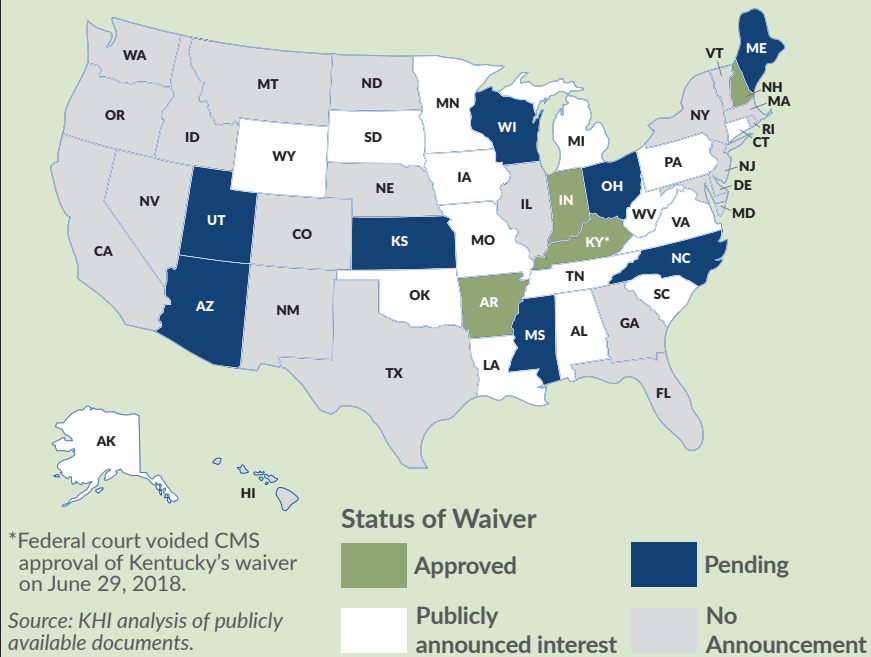 ME
VT
WA
NH
MT
ND
MN
MA
OR
NY
WI
RI
ID
SD
MI
CT
WY
PA
NJ
IA
NE
OH
DE
NV
IL
IN
WV
MD
UT
VA
CO
KS
MO
KY*
CA
NC
TN
AZ
NM
OK
AR
SC
MS
AL
GA
LA
TX
FL
AK
HI
*Federal court voided CMS
approval of Kentucky's waiver
on June 29, 2018.
Source: KHI analysis of publicly
available documents.
Status of Waiver
Approved
Pending
Publicly
announced interest
No
Announcement